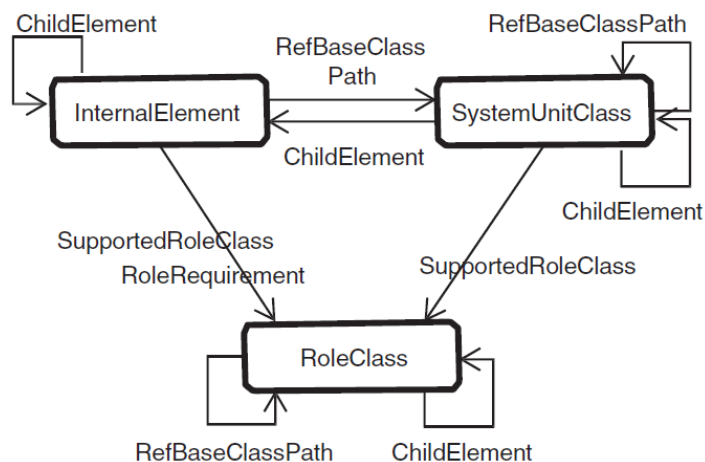 ChildElement
RefBaseClassPath
RefBaseClass
Path
InternalElement
SystemUnitClass
ChildElement
ChildElement
SupportedRoleClass
RoleRequirement
SupportedRoleClass
RoleClass
RefBaseClassPath
ChildElement